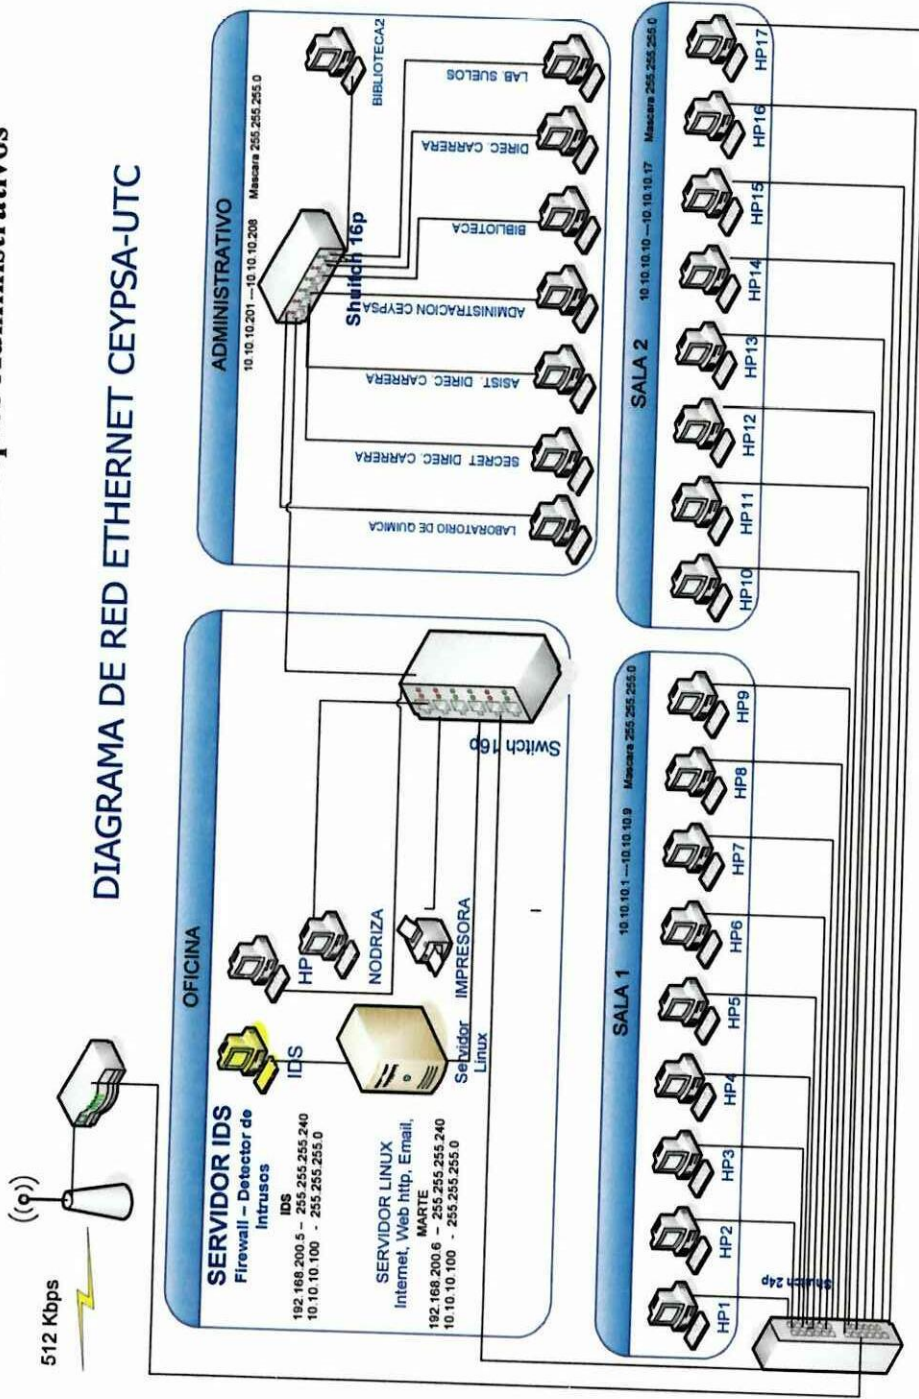 ministrativos
DIAGRAMA DE RED ETHERNET CEYPSA-UTC
512 Kbps
OFICINA
SERVIDOR IDS
Firewall – Detector de
Intrusos
IDS
192.168.200.5 – 255.255.255.240
10.10.10.100 - 255.255.255.0
SERVIDOR LINUX
Internet, Web http, Email,
MARTE
192.168.200.6 – 255.255.255.240
10.10.10.100 - 255.255.255.0
IDS
HP
NODRIZA
IMPRESORA
Servidor
Linux
Switch 16p
ADMINISTRATIVO
10.10.10.201 ---10.10.10.208 Mascara 255.255.255.0
BIBLIOTECA2
Shuitch 16p
LABORATORIO DE QUIMICA
SECRET. DIREC. CARRERA
ASIST. DIREC. CARRERA
ADMINISTRACION CEYPSA
BIBLIOTECA
DIREC. CARRERA
LAB. SUELOS
SALA 1 10.10.10.1 ---10.10.10.9 Mascara 255.255.255.0
HP1
HP2
HP3
HP4
HP5
HP6
HP7
HP8
HP9
SALA 2 10.10.10.10 ---10.10.10.17 Mascara 255.255.255.0
HP10
HP11
HP12
HP13
HP14
HP15
HP16
HP17
Shuitch 24p